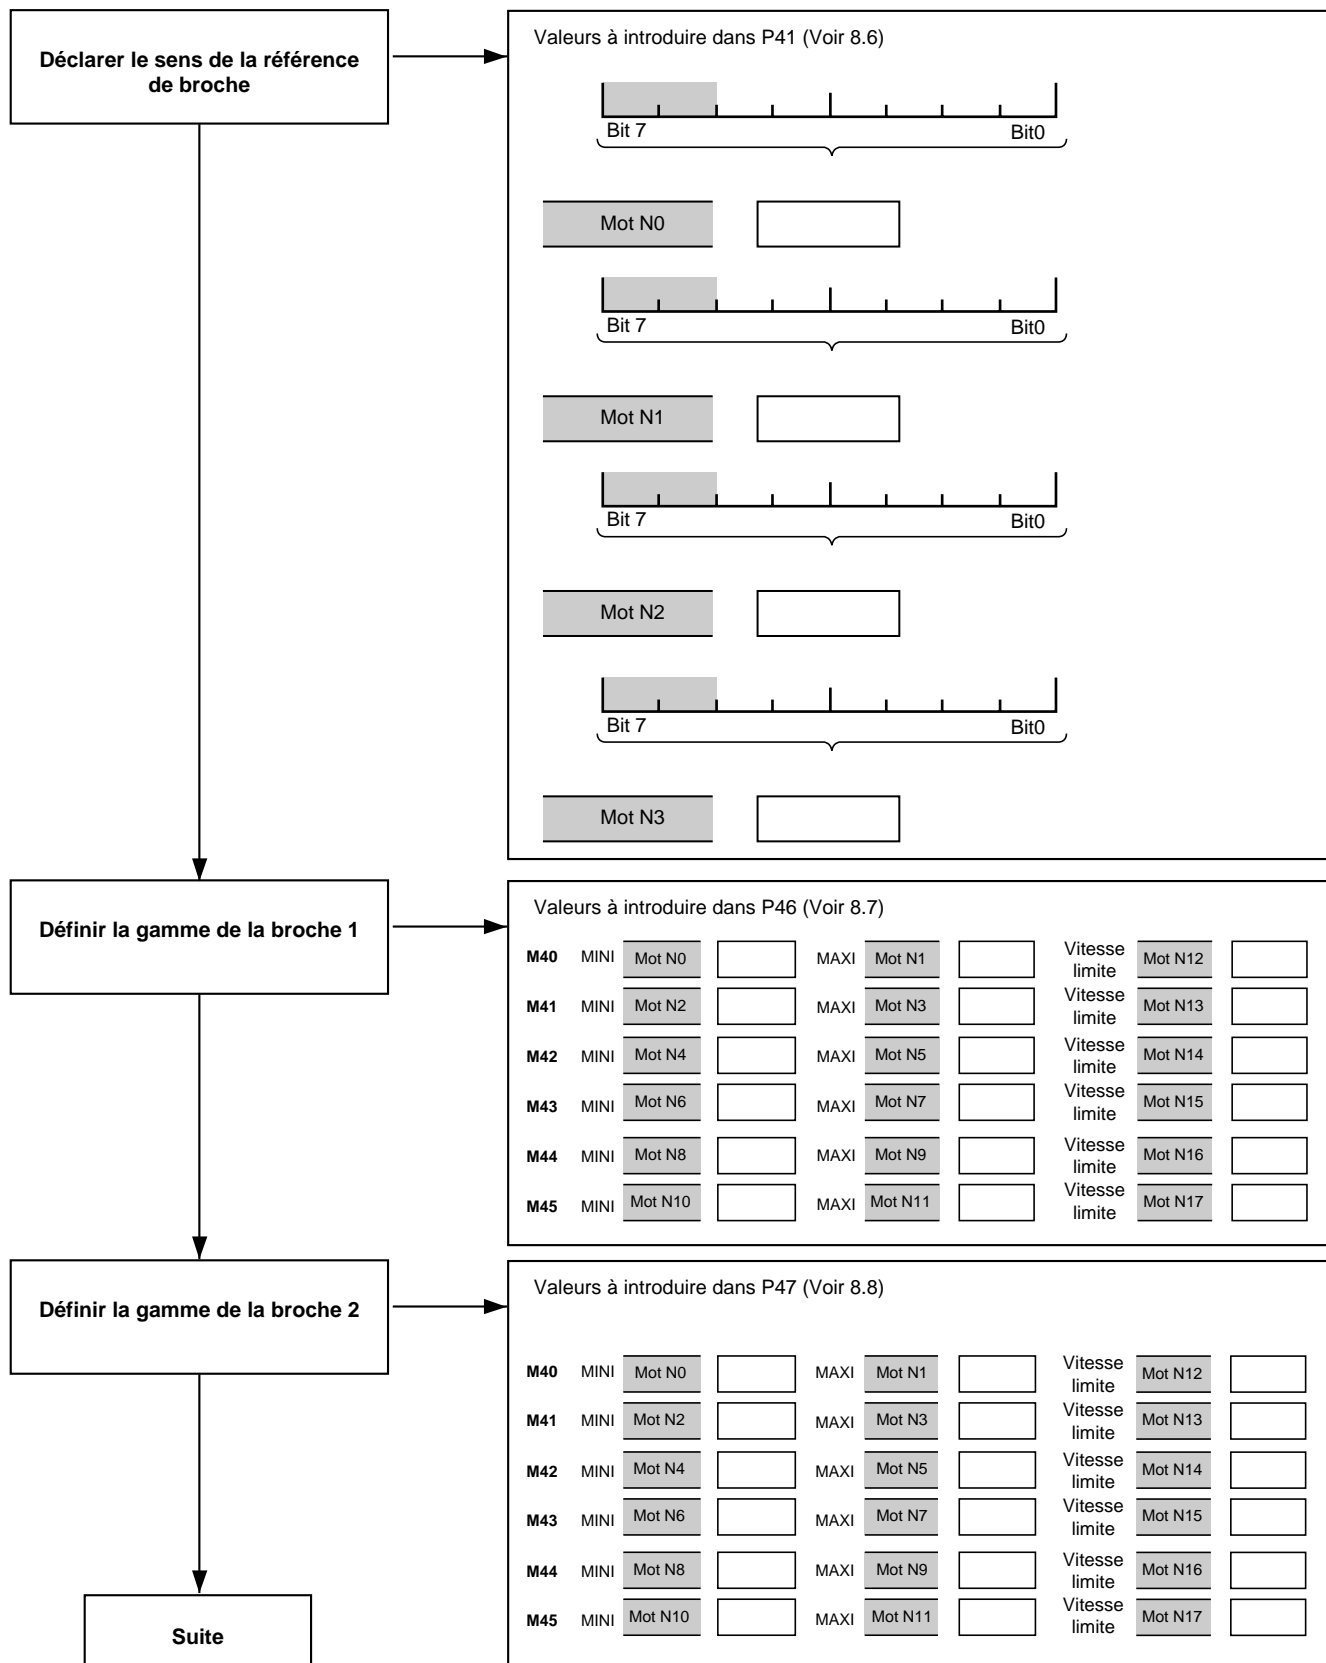 Déclarer le sens de la référence
de broche
Valeurs à introduire dans P41 (Voir 8.6)
Bit 7 Bit0
Mot N0
Bit 7 Bit0
Mot N1
Bit 7 Bit0
Mot N2
Bit 7 Bit0
Mot N3
Définir la gamme de la broche 1
Valeurs à introduire dans P46 (Voir 8.7)
M40 MINI Mot N0 MAXI Mot N1 Vitesse
limite Mot N12
M41 MINI Mot N2 MAXI Mot N3 Vitesse
limite Mot N13
M42 MINI Mot N4 MAXI Mot N5 Vitesse
limite Mot N14
M43 MINI Mot N6 MAXI Mot N7 Vitesse
limite Mot N15
M44 MINI Mot N8 MAXI Mot N9 Vitesse
limite Mot N16
M45 MINI Mot N10 MAXI Mot N11 Vitesse
limite Mot N17
Définir la gamme de la broche 2
Valeurs à introduire dans P47 (Voir 8.8)
M40 MINI Mot N0 MAXI Mot N1 Vitesse
limite Mot N12
M41 MINI Mot N2 MAXI Mot N3 Vitesse
limite Mot N13
M42 MINI Mot N4 MAXI Mot N5 Vitesse
limite Mot N14
M43 MINI Mot N6 MAXI Mot N7 Vitesse
limite Mot N15
M44 MINI Mot N8 MAXI Mot N9 Vitesse
limite Mot N16
M45 MINI Mot N10 MAXI Mot N11 Vitesse
limite Mot N17
Suite